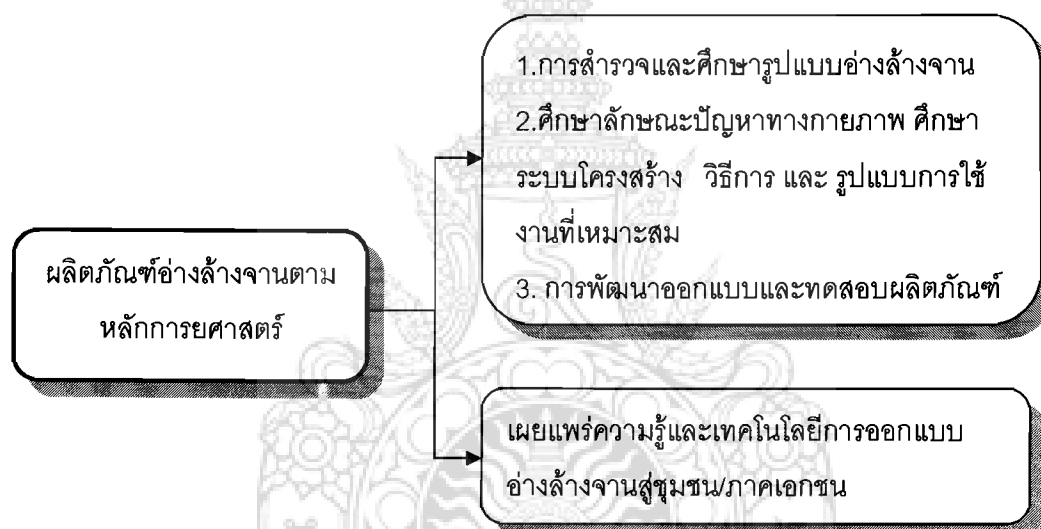 ผลิตภัณฑ์อ่างล้างจานตาม
หลักการยศาสตร์
1.การสำรวจและศึกษารูปแบบอ่างล้างจาน
2.ศึกษาลักษณะปัญหาทางกายภาพ ศึกษา
ระบบโครงสร้าง วิธีการ และ รูปแบบการใช้
งานที่เหมาะสม
3. การพัฒนาออกแบบและทดสอบผลิตภัณฑ์
เผยแพร่ความรู้และเทคโนโลยีการออกแบบ
อ่างล้างจานสู่ชุมชน/ภาคเอกชน